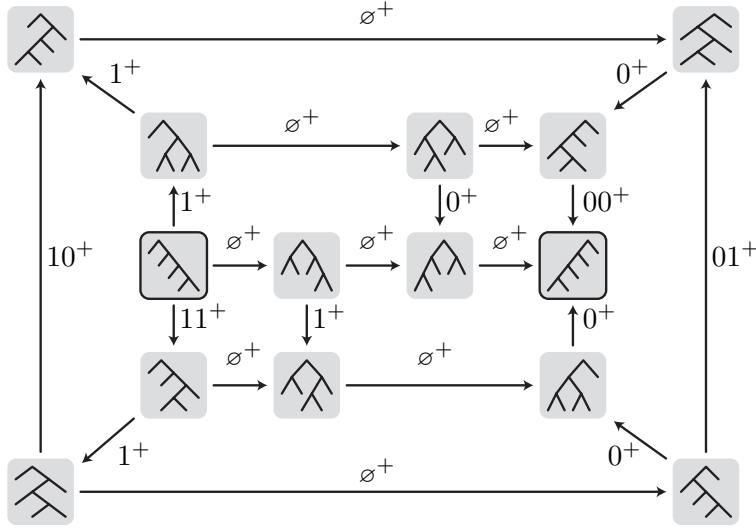 ∅⁺
1⁺ 0⁺
∅⁺ ∅⁺
1⁺ 0⁺ 00⁺
∅⁺ ∅⁺ ∅⁺
10⁺ 01⁺
11⁺ 1⁺ 0⁺
∅⁺ ∅⁺
1⁺ 0⁺
∅⁺